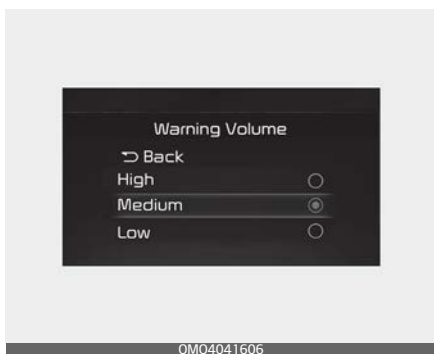 Warning Volume
Back
High
Medium
Low
OMO4041606